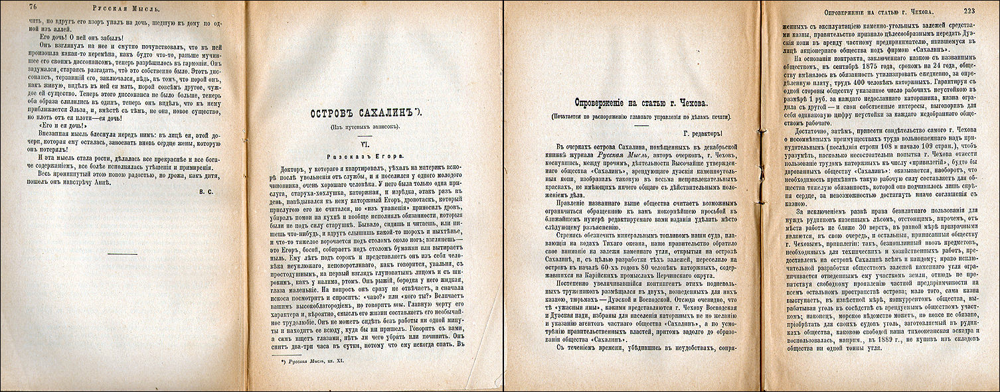 76
Русская Мысль.
чить, но вдругъ его взоръ упалъ на дочь, шедшую къ дому по од-
ной изъ аллей.
Его дочь! О ней онъ забылъ!
Онъ взглянулъ на нее и смутно почувствовалъ, что въ ней
произошла какая-то перемѣна, какъ будто что-то, раньше мучив-
шее его своимъ диссонансомъ, теперь разрѣшилось въ гармоніи. Онъ
задумался, стараясь разгадать, что́ это собственно было. Этотъ дис-
сонансъ, терзавшій его, заключался, вѣдь, въ томъ, что порой онъ,
какъ живую, видѣлъ въ ней ея мать, порой совсѣмъ другое, чуж-
дое ей существо. Теперь этого диссонанса не было больше, теперь
оба образа слились въ одинъ, теперь онъ видѣлъ, что къ нему
приближается Эльза, и, вмѣстѣ съ тѣмъ, не она, новое существо,
но плоть отъ ея плоти—ея дочь!
«Его и ея дочь!»
Внезапная мысль блеснула передъ нимъ: въ лицѣ ея, этой до-
чери, которая ему осталась, завоевать вновь сердце жены, которую
онъ потерялъ!
И эта мысль стала рости, дѣлалась все прекраснѣе и все бога-
че содержаніемъ, все болѣе исполнялась утѣшенія и примиренія.
Весь проникнутый этою новою радостью, но дрожа, какъ дитя,
пошелъ онъ навстрѣчу Аннѣ.
В. С.
ОСТРОВЪ САХАЛИНЪ*).
(Изъ путевыхъ записокъ).
VI.
Разсказъ Егора.
Докторъ, у котораго я квартировалъ, уѣхалъ на материкъ вско-
рѣ послѣ увольненія отъ службы, и я поселился у одного молодого
чиновника, очень хорошаго человѣка. У него была только одна при-
слуга, старуха-хохлушка, каторжная, и изрѣдка, этакъ разъ въ
день, навѣдывался къ нему каторжный Егоръ, дровотаскъ, который
прислугою его не считался, но «изъ уваженія» приносилъ дровъ,
убиралъ помои на кухнѣ и вообще исполнялъ обязанности, которыя
были не подъ силу старушкѣ. Бывало, сидишь и читаешь, или пи-
шешь что-нибудь, и вдругъ слышишь какой-то шорохъ и пыхтѣнье,
и что-то тяжелое ворочается подъ столомъ около ногъ; взглянешь—
это Егоръ, босой, собираетъ подъ столомъ бумажки или вытираетъ
пыль. Ему лѣтъ подъ сорокъ и представляетъ онъ изъ себя чело-
вѣка неуклюжаго, неповоротливаго, какъ говорится, увальня, съ
простодушнымъ, на первый взглядъ глуповатымъ лицомъ и съ ши-
рокимъ, какъ у налима, ртомъ. Онъ рыжій, бородка у него жидкая,
глаза маленькіе. На вопросъ онъ сразу не отвѣчаетъ, а сначала
искоса посмотритъ и спроситъ: «чаво?» или «кого ты?» Величаетъ
вашимъ высокоблагородіемъ, но говоритъ ты. Главную черту его
характера и, вѣроятно, смыслъ его жизни составляетъ его необычай-
ное трудолюбіе. Онъ не можетъ сидѣть безъ работы ни одной мину-
ты и находитъ ее всюду, куда бы ни пришелъ. Говоритъ съ вами,
а самъ ищетъ глазами, нѣтъ ли чего убрать или починить. Онъ
спитъ два-три часа въ сутки, потому что ему некогда спать. Въ
*) Русская Мысль, кн. XI.
Опроверженіе на статью г. Чехова.
(Печатается по распоряженію главнаго управленія по дѣламъ печати).
Г. редакторъ!
Въ очеркахъ острова Сахалина, помѣщенныхъ въ декабрьской
книжкѣ журнала Русская Мысль, авторъ очерковъ, г. Чеховъ,
коснувшись, между прочимъ, дѣятельности Высочайше утвержден-
наго общества «Сахалинъ», арендующаго дуэскія каменноуголь-
ныя копи, изобразилъ таковую въ весьма непривлекательныхъ
краскахъ, не имѣющихъ ничего общаго съ дѣйствительнымъ поло-
женіемъ дѣла.
Правленіе названнаго выше общества считаетъ возможнымъ
ограничиться обращенною къ вамъ покорнѣйшею просьбой въ
ближайшемъ нумерѣ редактируемаго вами изданія удѣлить мѣсто
слѣдующему разъясненію.
Стремясь обезпечить минеральнымъ топливомъ наши суда, пла-
вающія на водахъ Тихаго океана, наше правительство обратило
свое вниманіе на залежи каменнаго угля, открытыя на островѣ
Сахалинѣ, и, съ цѣлью разработки тѣхъ залежей, переселило на
островъ въ началѣ 60-хъ годовъ 80 человѣкъ каторжныхъ, содер-
жавшихся на Карійскихъ промыслахъ Нерчинскаго округа.
Постепенно увеличивавшійся контингентъ этихъ подневоль-
ныхъ тружениковъ размѣщался въ двухъ, возведенныхъ для нихъ
казною, тюрьмахъ—Дуэской и Воеводской. Отсюда очевидно, что
тѣ «ужасныя ямы», какими представляются г. Чехову Воеводская
и Дуэская пади, избраны для населенія каторжныхъ не по желанію
и указанію агентовъ частнаго общества «Сахалинъ», а по усмо-
трѣнію правительственныхъ властей, притомъ задолго до образо-
ванія общества «Сахалинъ».
Съ теченіемъ времени, убѣдившись въ неудобствахъ, сопря-
Опроверженіе на статью г. Чехова.
223
женныхъ съ эксплуатаціею каменно-угольныхъ залежей средства-
ми казны, правительство признало цѣлесообразнымъ передать Дуэ-
скія копи въ аренду частному предпринимателю, явившемуся въ
лицѣ акціонернаго общества подъ фирмою «Сахалинъ».
На основаніи контракта, заключеннаго казною съ названнымъ
обществомъ, въ сентябрѣ 1875 года, срокомъ на 24 года, обще-
ству вмѣнялось въ обязанность утилизировать ежедневно, за опре-
дѣленную плату, трудъ 400 человѣкъ каторжныхъ. Гарантируя съ
одной стороны обществу указанное число рабочихъ неустойкою въ
размѣрѣ 1 руб. за каждаго недосланнаго каторжника, казна огра-
дила съ другой—и свои собственные интересы, выговоривъ для
себя одинаковую цифру неустойки за каждаго недобраннаго обще-
ствомъ рабочаго.
Достаточно, затѣмъ, привести свидѣтельство самого г. Чехова
о несомнѣнныхъ преимуществахъ труда вольнонаемнаго надъ при-
нудительнымъ (послѣднія строки 108 и начало 109 стран.), чтобъ
уразумѣть, насколько несостоятельна попытка г. Чехова отнести
пользованіе трудомъ каторжныхъ къ числу «привилегій», будто бы
дарованныхъ обществу «Сахалинъ»: оказывается, наоборотъ, что
необходимость примѣнять такую рабочую силу составляетъ для об-
щества тяжелую обязанность, которой оно подчинилось лишь скрѣ-
пя сердце, за невозможностью достигнуть иначе соглашенія съ
казною.
За исключеніемъ развѣ права безплатнаго пользованія для
нуждъ рудниковъ казеннымъ лѣсомъ, отстоящимъ, впрочемъ, отъ
мѣста работъ не ближе 30 верстъ, въ равной мѣрѣ призрачными
являются, въ свою очередь, и остальныя, приписанныя обществу
г. Чеховымъ, привилегіи: такъ, безпошлинный ввозъ предметовъ,
необходимыхъ для техническихъ и хозяйственныхъ работъ, пре-
доставленъ на островѣ Сахалинѣ всѣмъ и каждому; право исклю-
чительной разработки обществомъ залежей каменнаго угля огра-
ничивается отведеннымъ ему участкомъ земли, отнюдь не пре-
пятствуя свободному проявленію частной предпріимчивости на
всемъ остальномъ пространствѣ острова; мало того, сама казна
выступаетъ, въ извѣстной мѣрѣ, конкуррентомъ общества, вы-
рабатывая уголь въ сосѣдствѣ съ арендуемымъ обществомъ участ-
комъ; наконецъ, морское вѣдомство можетъ, но вовсе не обязано,
пріобрѣтать для своихъ судовъ уголь, заготовляемый въ рудни-
кахъ общества, каковою свободой наша тихоокеанская эскадра и
воспользовалась, наприм., въ 1889 г., не купивъ изъ складовъ
общества ни одной тонны угля.